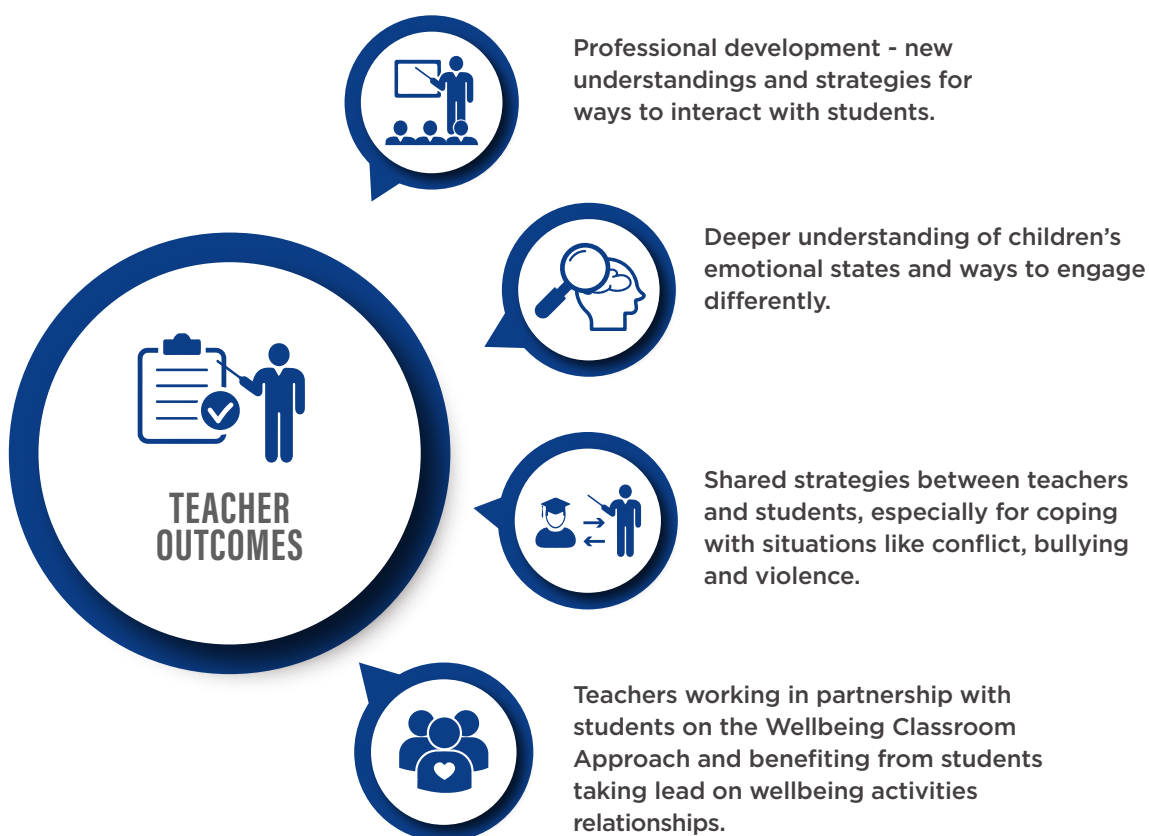 Professional development - new
understandings and strategies for
ways to interact with students.
Deeper understanding of children’s
emotional states and ways to engage
differently.
TEACHER
OUTCOMES
Shared strategies between teachers
and students, especially for coping
with situations like conflict, bullying
and violence.
Teachers working in partnership with
students on the Wellbeing Classroom
Approach and benefiting from students
taking lead on wellbeing activities
relationships.